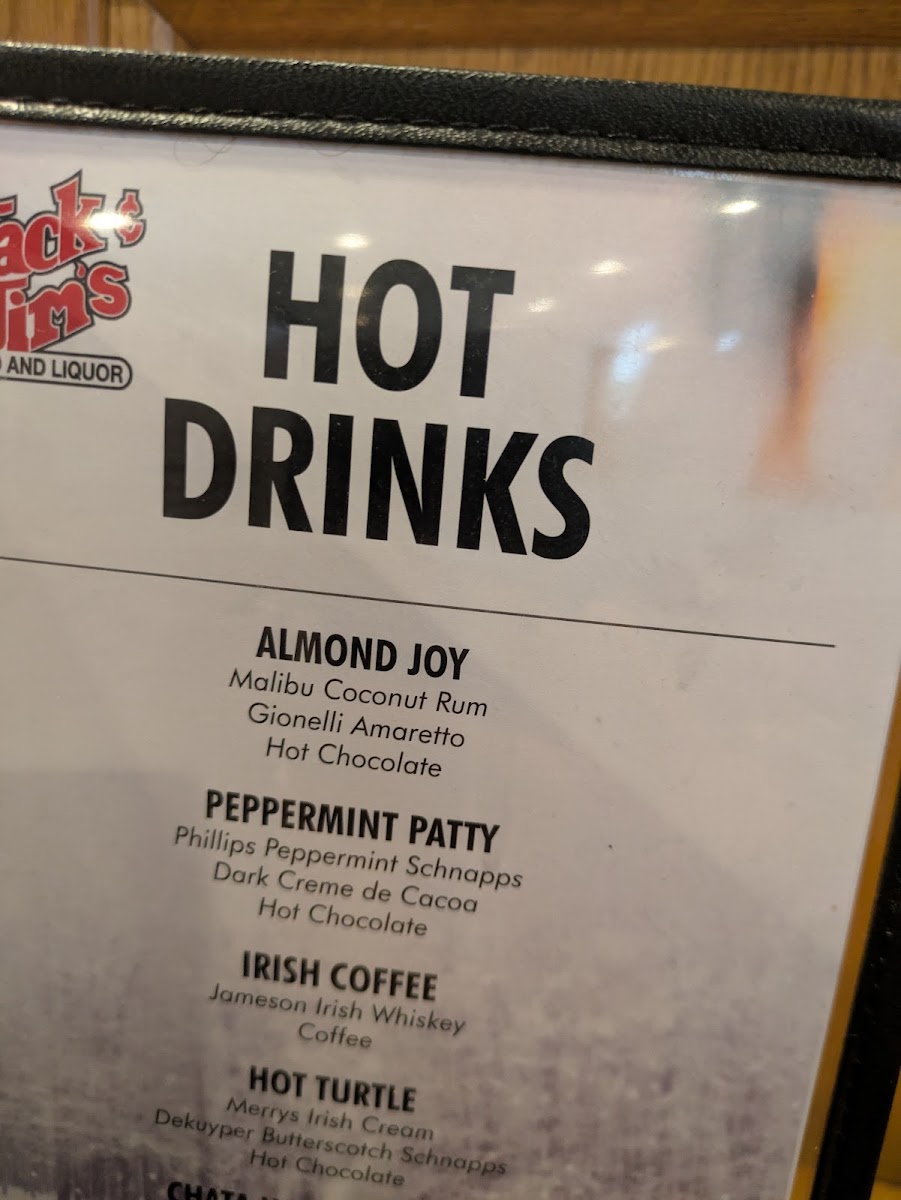 Jack &
Jim's
AND LIQUOR
HOT
DRINKS
ALMOND JOY
Malibu Coconut Rum
Gionelli Amaretto
Hot Chocolate
PEPPERMINT PATTY
Phillips Peppermint Schnapps
Dark Creme de Cacoa
Hot Chocolate
IRISH COFFEE
Jameson Irish Whiskey
Coffee
HOT TURTLE
Merrys Irish Cream
Dekuyper Butterscotch Schnapps
Hot Chocolate